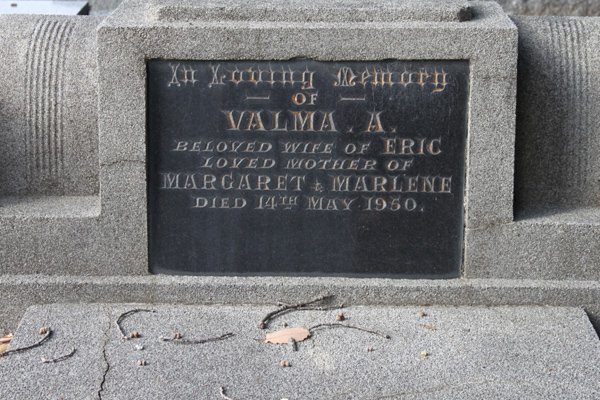 In Loving Memory
— OF —
VALMA . A.
BELOVED WIFE OF ERIC
LOVED MOTHER OF
MARGARET & MARLENE
DIED 14TH MAY. 1950.